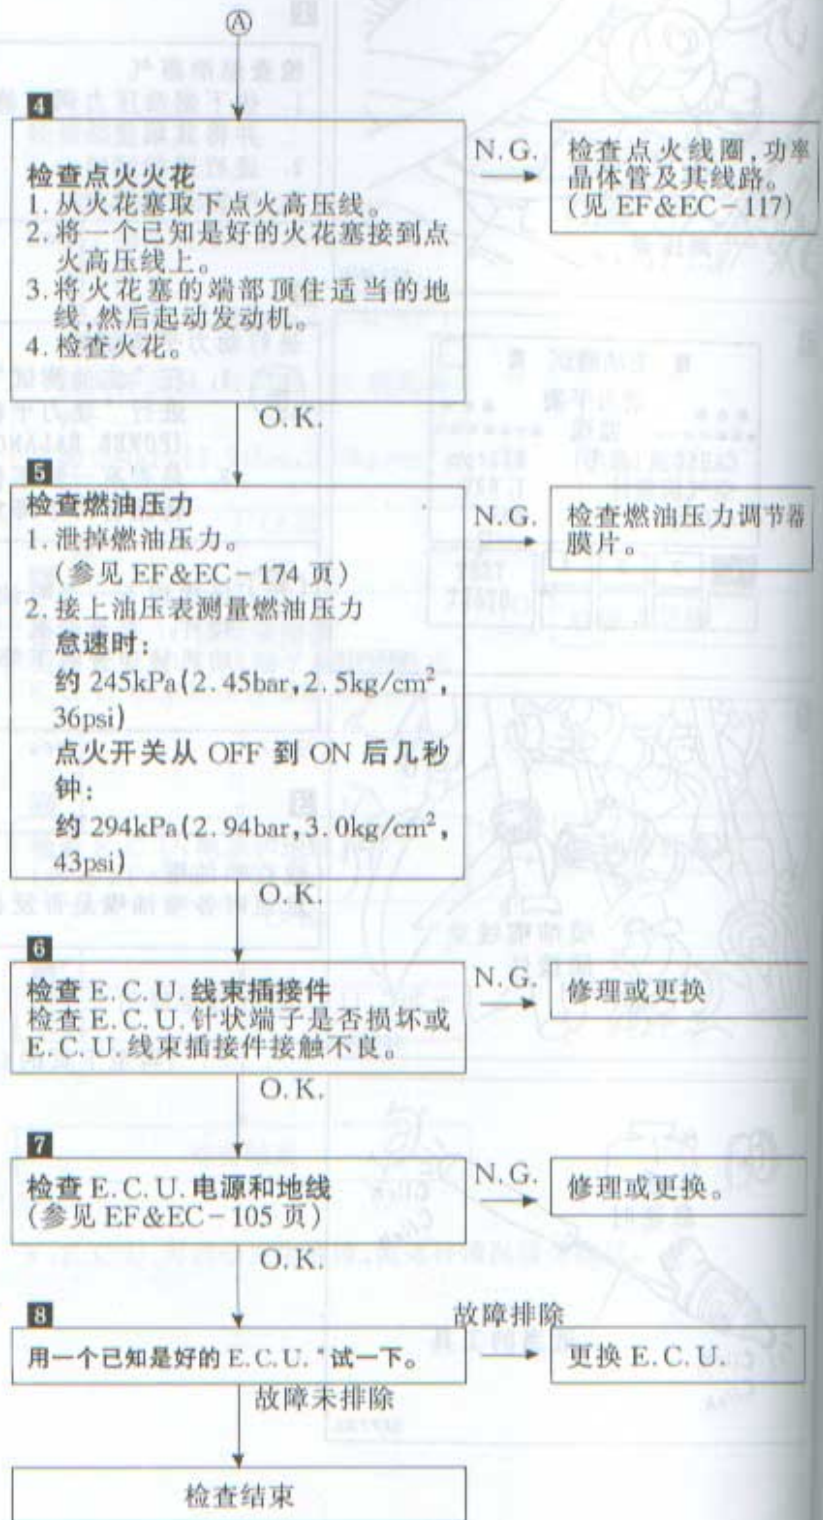 Ⓐ
4
检查点火火花
1. 从火花塞取下点火高压线。
2. 将一个已知是好的火花塞接到点
火高压线上。
3. 将火花塞的端部顶住适当的地
线,然后起动发动机。
4. 检查火花。
N.G.
检查点火线圈,功率
晶体管及其线路。
(见 EF&EC-117)
O.K.
5
检查燃油压力
1. 泄掉燃油压力。
(参见 EF&EC-174 页)
2. 接上油压表测量燃油压力
怠速时:
约 245kPa(2.45bar,2.5kg/cm²,
36psi)
点火开关从 OFF 到 ON 后几秒
钟:
约 294kPa(2.94bar,3.0kg/cm²,
43psi)
N.G.
检查燃油压力调节器
膜片。
O.K.
6
检查 E.C.U.线束插接件
检查 E.C.U.针状端子是否损坏或
E.C.U.线束插接件接触不良。
N.G.
修理或更换
O.K.
7
检查 E.C.U.电源和地线
(参见 EF&EC-105 页)
N.G.
修理或更换。
O.K.
8
用一个已知是好的 E.C.U.*试一下。
故障排除
更换 E.C.U.
故障未排除
检查结束